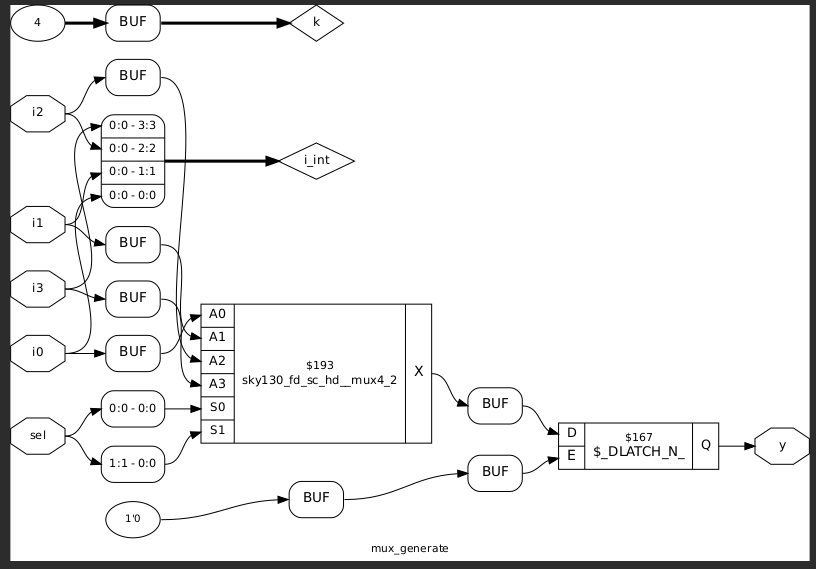 4
BUF
k
BUF
i2
0:0 - 3:3
0:0 - 2:2
0:0 - 1:1
0:0 - 0:0
i_int
i1
BUF
i3
BUF
i0
BUF
A0
A1
A2
A3
S0
S1
$193
sky130_fd_sc_hd__mux4_2
X
sel
0:0 - 0:0
1:1 - 0:0
BUF
D
E
$167
$_DLATCH_N_
Q
y
BUF
1'0
BUF
mux_generate